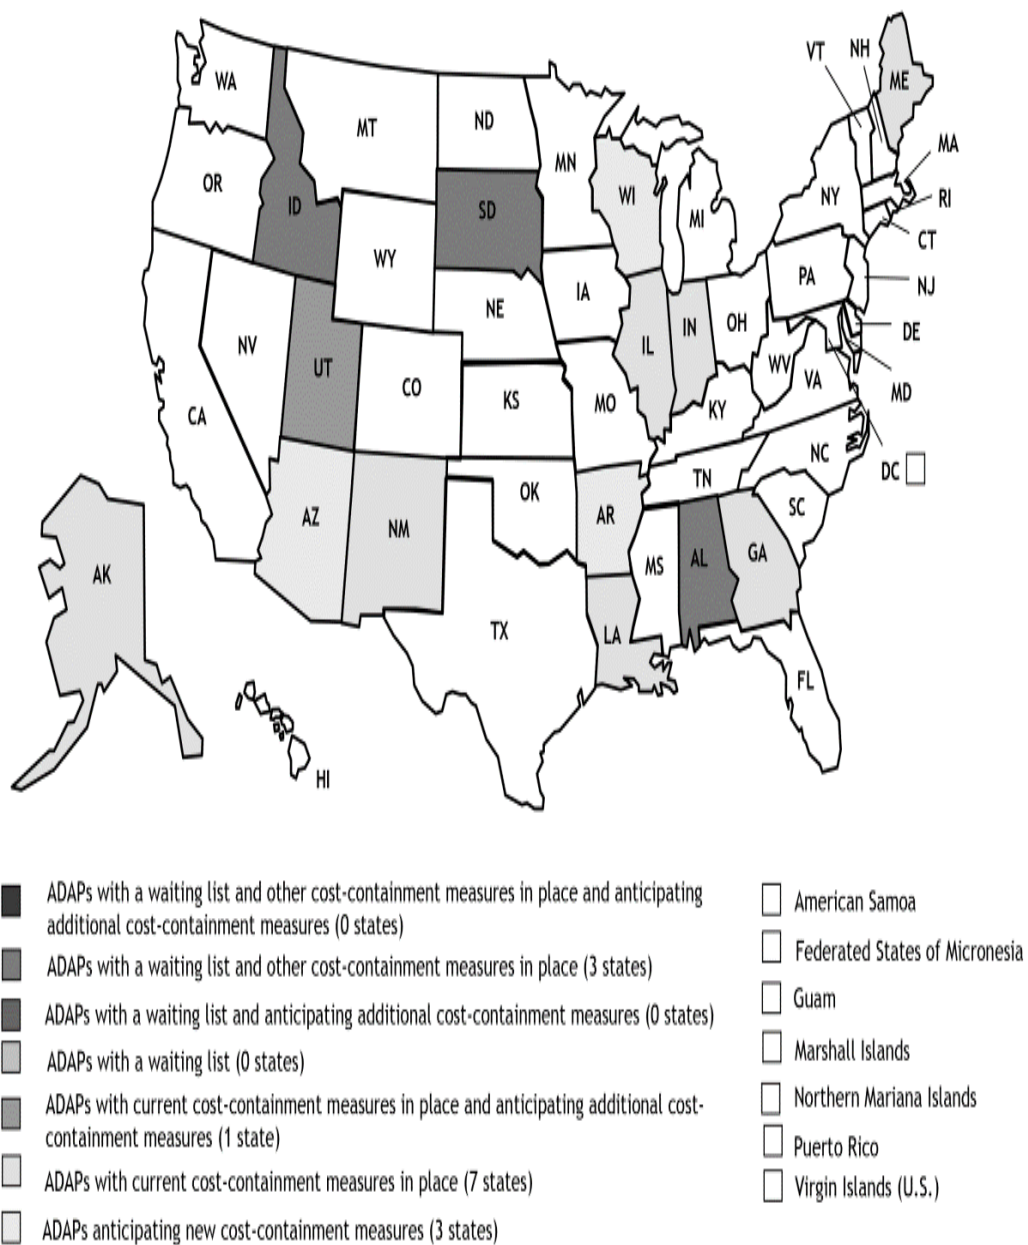 VT
NH
ME
WA
MT
ND
MN
MA
OR
ID
SD
WI
MI
NY
RI
WY
CT
PA
NJ
IA
NE
IL
IN
OH
DE
NV
UT
CO
WV
VA
MD
CA
KS
MO
KY
NC
DC
TN
OK
AZ
NM
AR
SC
MS
AL
GA
AK
TX
LA
FL
HI
ADAPs with a waiting list and other cost-containment measures in place and anticipating
additional cost-containment measures (0 states)
ADAPs with a waiting list and other cost-containment measures in place (3 states)
ADAPs with a waiting list and anticipating additional cost-containment measures (0 states)
ADAPs with a waiting list (0 states)
ADAPs with current cost-containment measures in place and anticipating additional cost-
containment measures (1 state)
ADAPs with current cost-containment measures in place (7 states)
ADAPs anticipating new cost-containment measures (3 states)
American Samoa
Federated States of Micronesia
Guam
Marshall Islands
Northern Mariana Islands
Puerto Rico
Virgin Islands (U.S.)